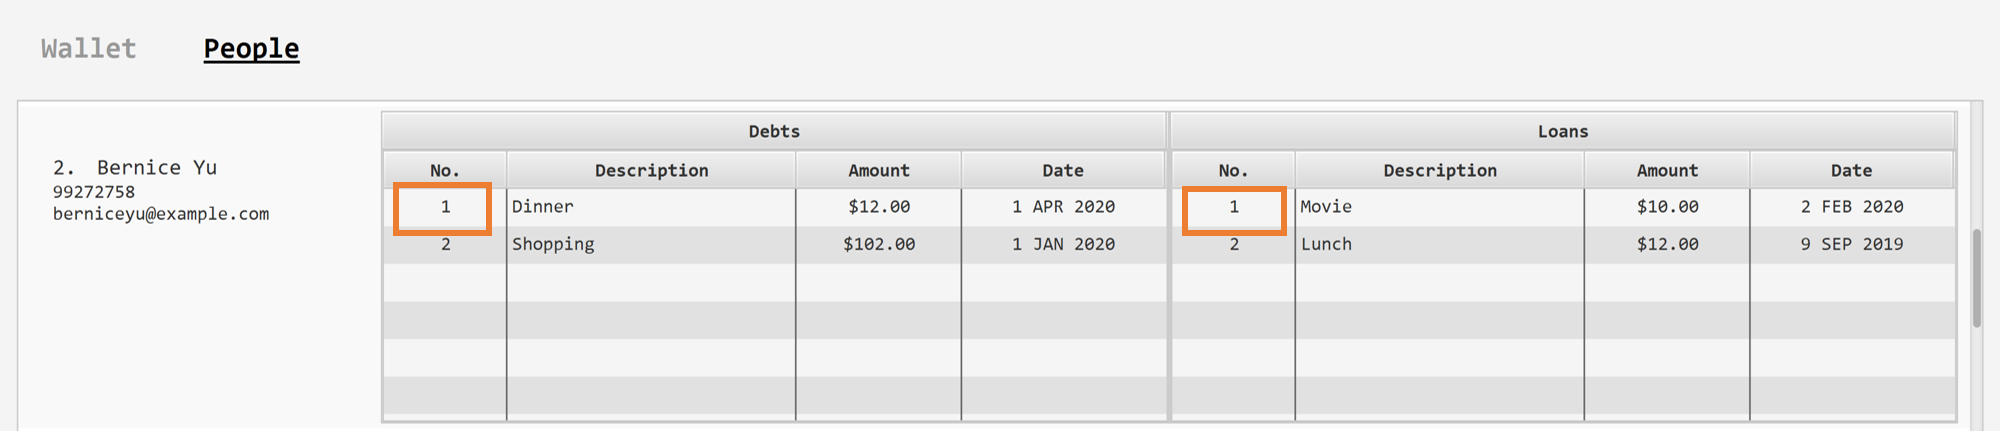 Wallet People
2. Bernice Yu
99272758
berniceyu@example.com
Debts Loans
No. Description Amount Date No. Description Amount Date
1 Dinner $12.00 1 APR 2020 1 Movie $10.00 2 FEB 2020
2 Shopping $102.00 1 JAN 2020 2 Lunch $12.00 9 SEP 2019